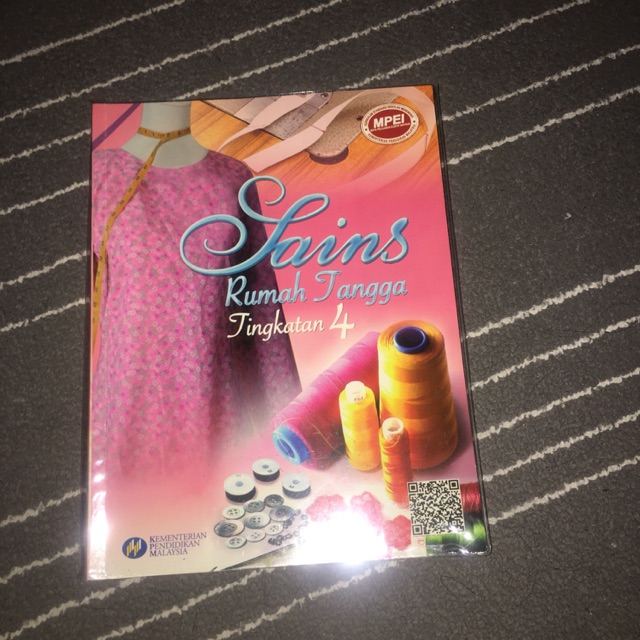 MPEI
Sains
Rumah Tangga
Tingkatan 4
KEMENTERIAN
PENDIDIKAN
MALAYSIA